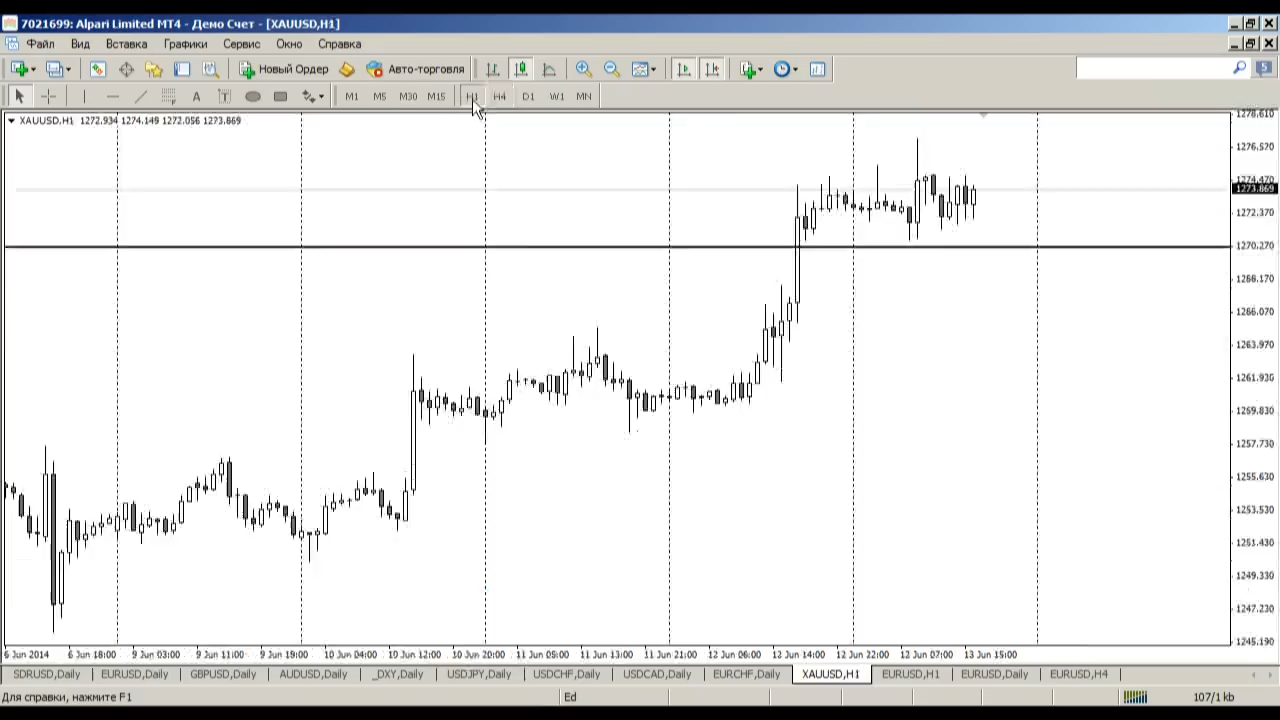 7021699: Alpari Limited MT4 - Демо Счет - [XAUUSD,H1]
Файл Вид Вставка Графики Сервис Окно Справка
Новый Ордер Авто-торговля 5
A T M1 M5 M30 M15 H1 H4 D1 W1 MN
XAUUSD,H1 1272.934 1274.149 1272.056 1273.869
1278.610
1276.570
1274.470
1273.869
1272.370
1270.270
1268.170
1266.070
1263.970
1261.930
1259.830
1257.730
1255.630
1253.530
1251.430
1249.330
1247.230
1245.190
6 Jun 2014 6 Jun 18:00 9 Jun 03:00 9 Jun 11:00 9 Jun 19:00 10 Jun 04:00 10 Jun 12:00 10 Jun 20:00 11 Jun 05:00 11 Jun 13:00 11 Jun 21:00 12 Jun 06:00 12 Jun 14:00 12 Jun 22:00 13 Jun 07:00 13 Jun 15:00
SDRUSD,Daily EURUSD,Daily GBPUSD,Daily AUDUSD,Daily _DXY,Daily USDJPY,Daily USDCHF,Daily USDCAD,Daily EURCHF,Daily XAUUSD,H1 EURUSD,H1 EURUSD,Daily EURUSD,H4
Для справки, нажмите F1 Ed 107/1 kb